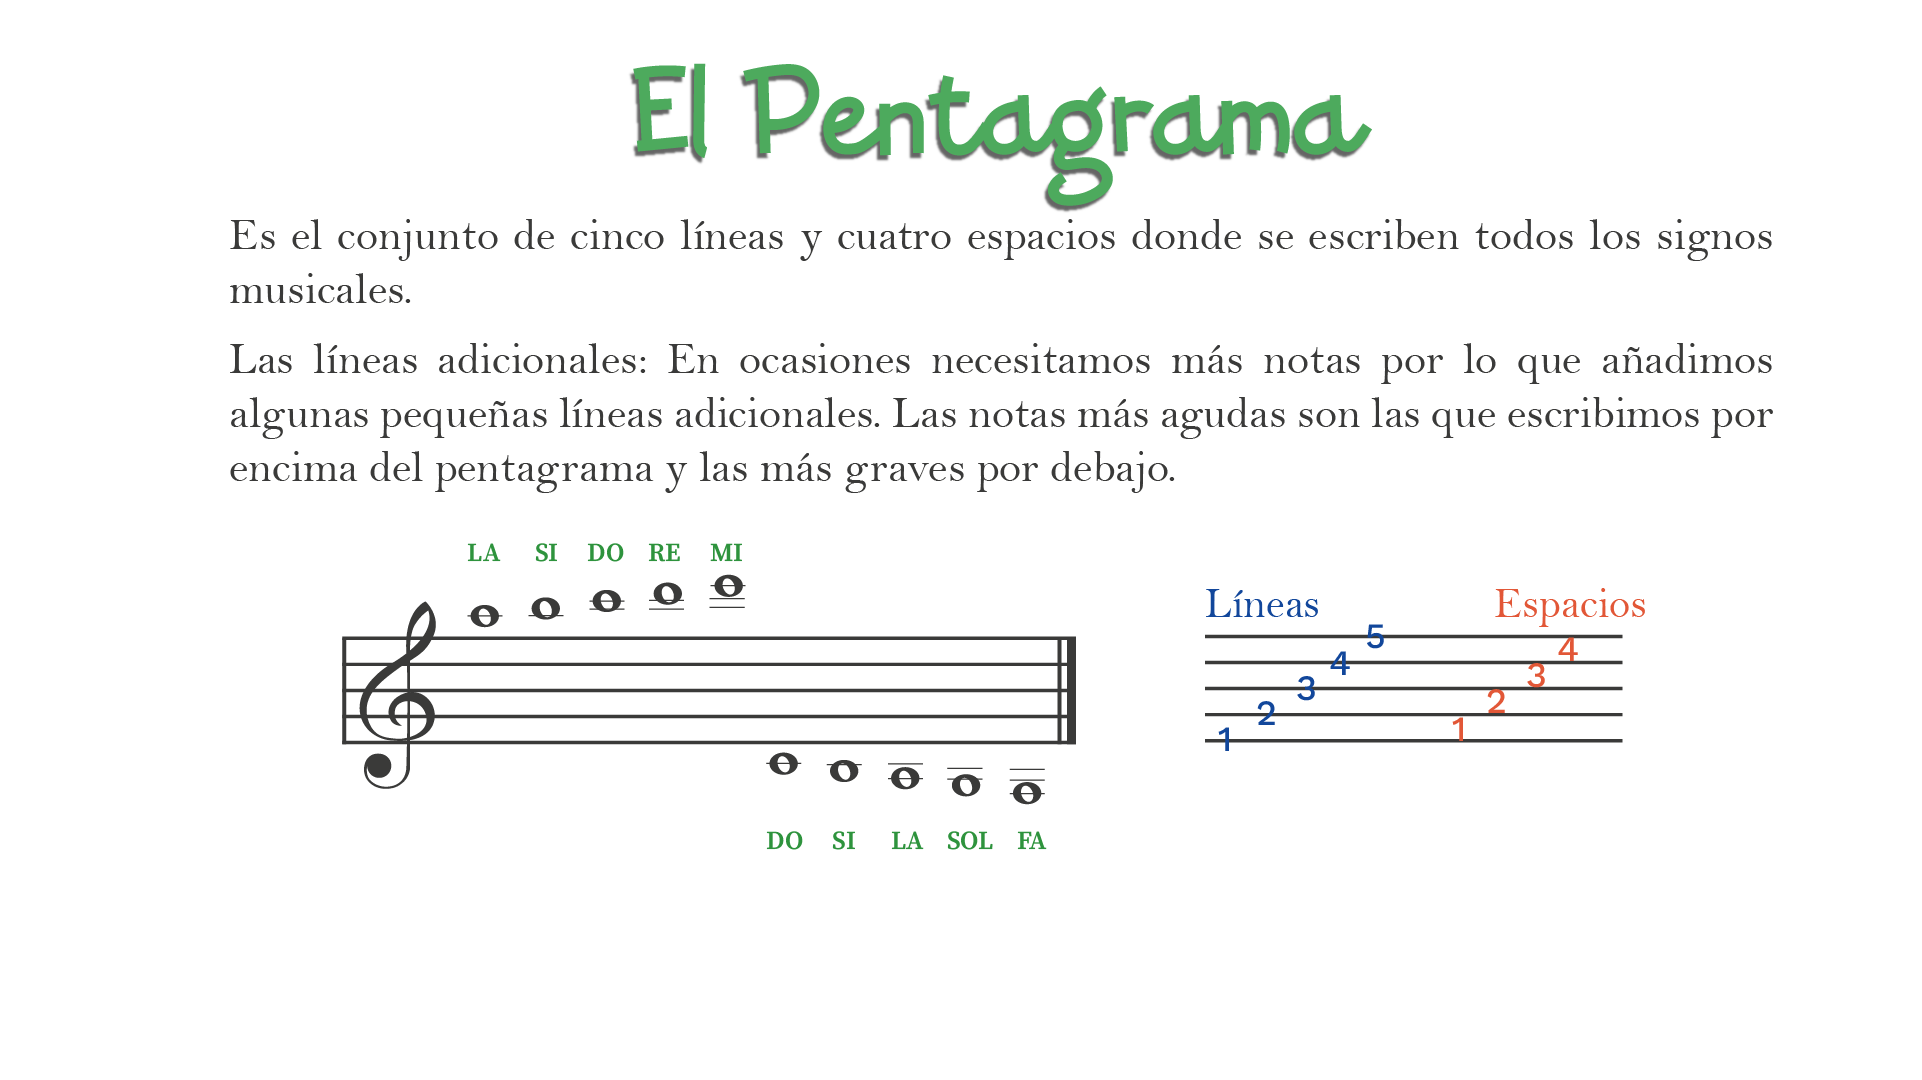 El Pentagrama
Es el conjunto de cinco líneas y cuatro espacios donde se escriben todos los signos
musicales.
Las líneas adicionales: En ocasiones necesitamos más notas por lo que añadimos
algunas pequeñas líneas adicionales. Las notas más agudas son las que escribimos por
encima del pentagrama y las más graves por debajo.
LA SI DO RE MI
DO SI LA SOL FA
Líneas Espacios
1 2 3 4 5
1 2 3 4